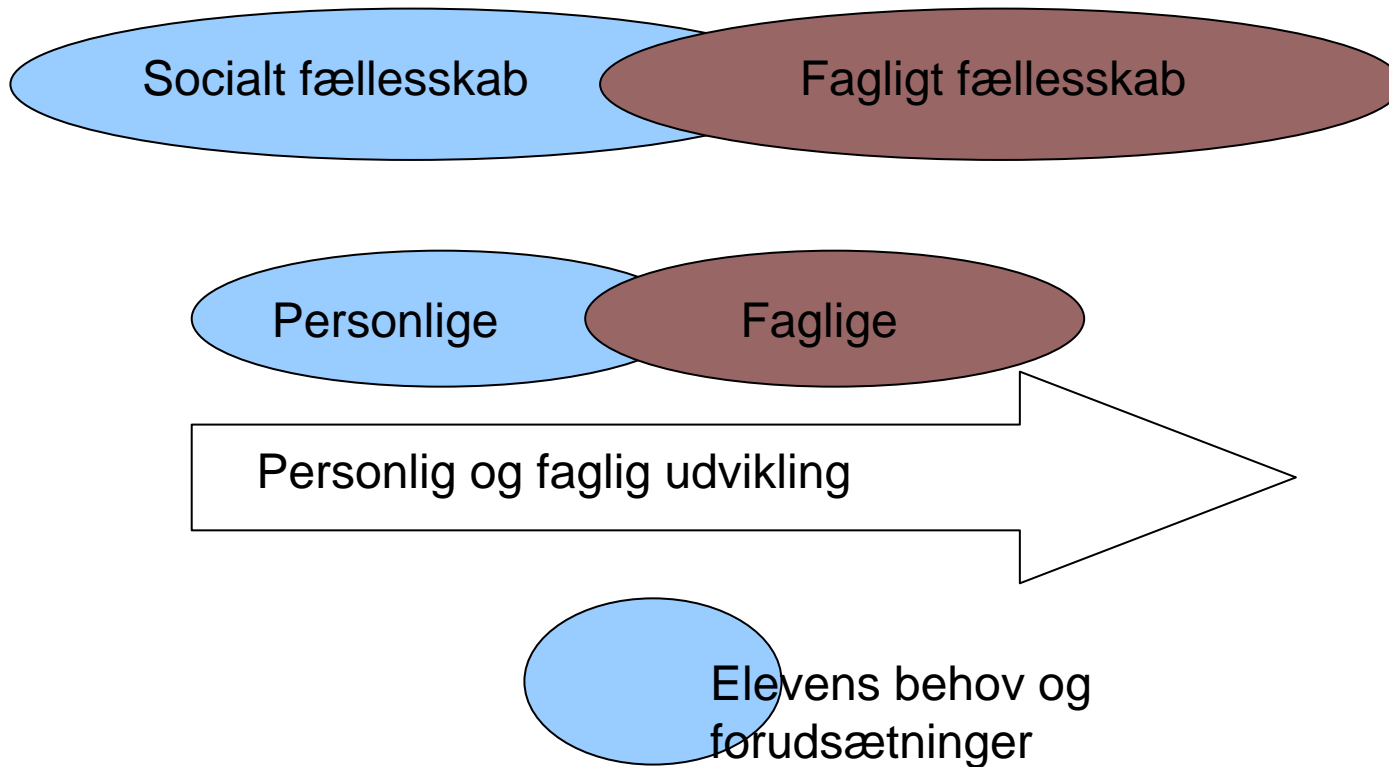 Socialt fællesskab
Fagligt fællesskab
Personlige
Faglige
Personlig og faglig udvikling
Elevens behov og
forudsætninger